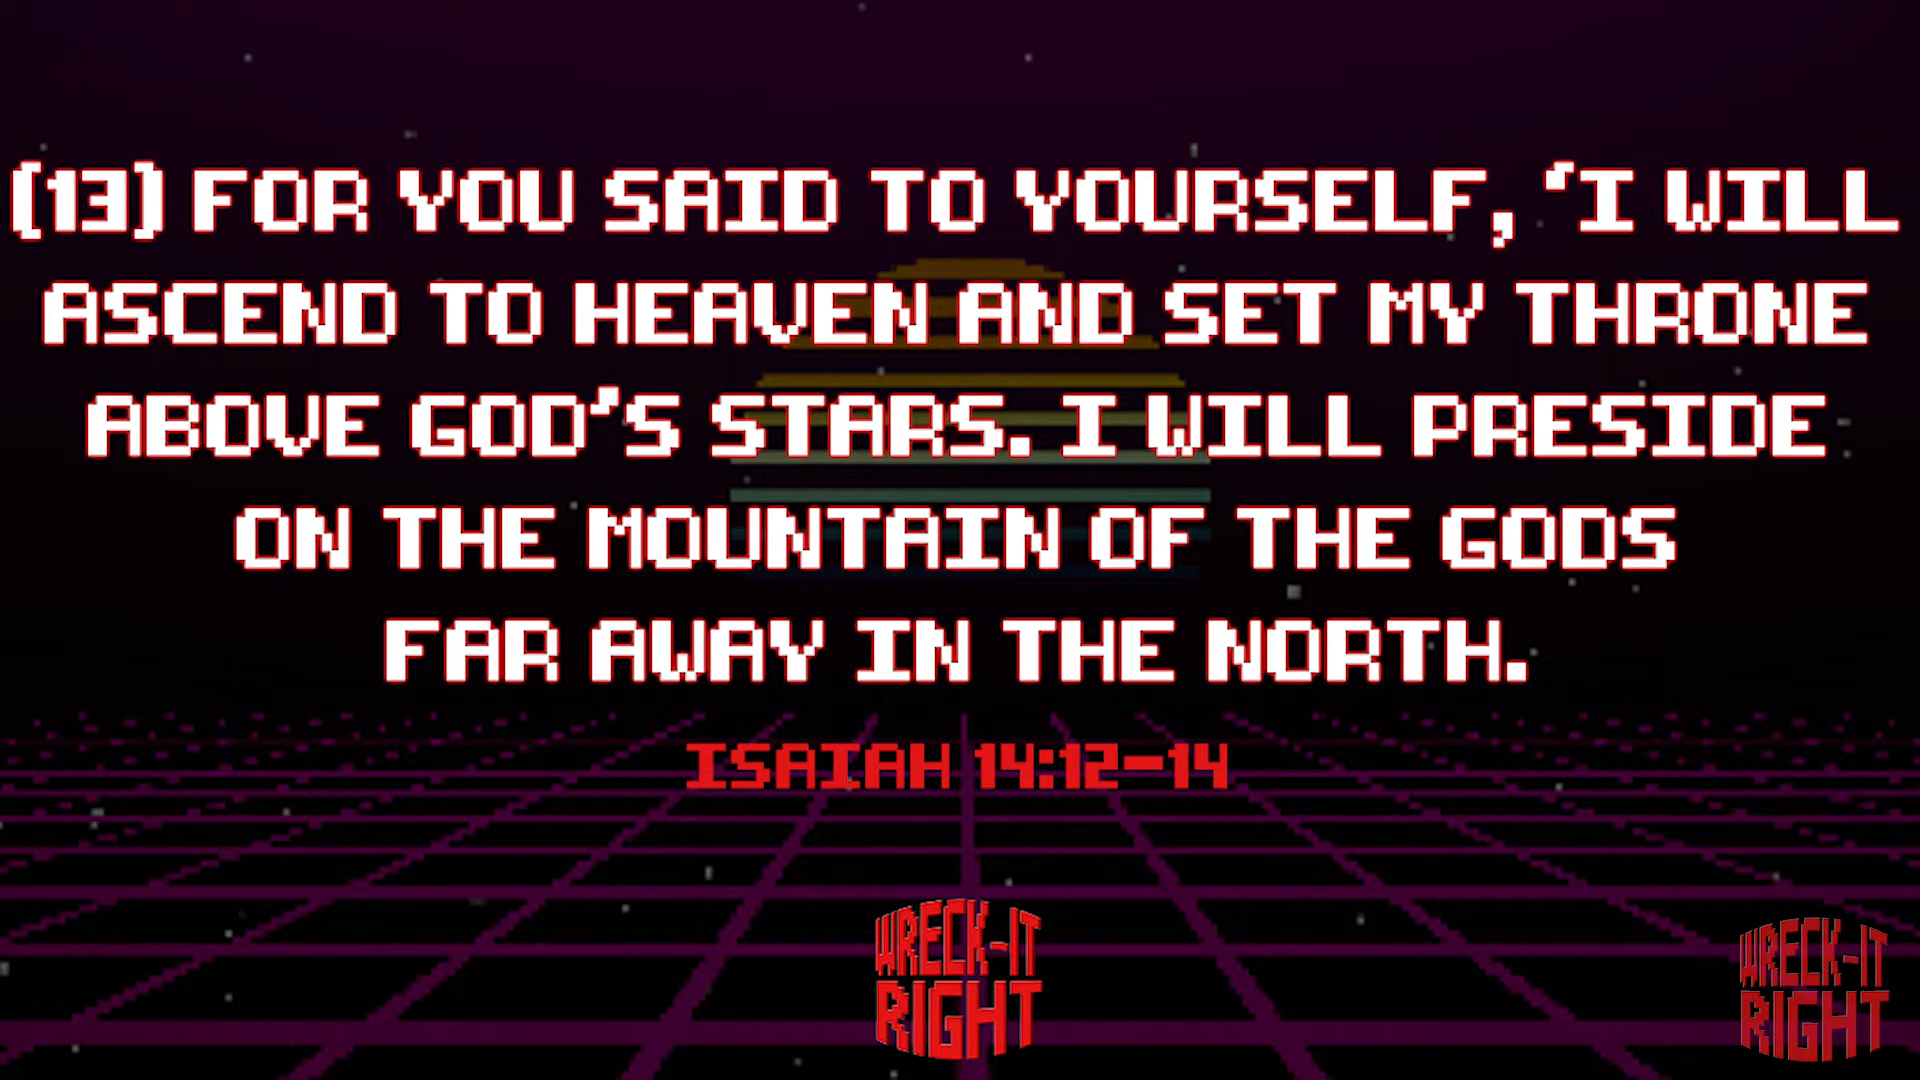 (13) FOR YOU SAID TO YOURSELF, ‘I WILL
ASCEND TO HEAVEN AND SET MY THRONE
ABOVE GOD’S STARS. I WILL PRESIDE
ON THE MOUNTAIN OF THE GODS
FAR AWAY IN THE NORTH.
ISAIAH 14:12-14
WRECK-IT
RIGHT
WRECK-IT
RIGHT